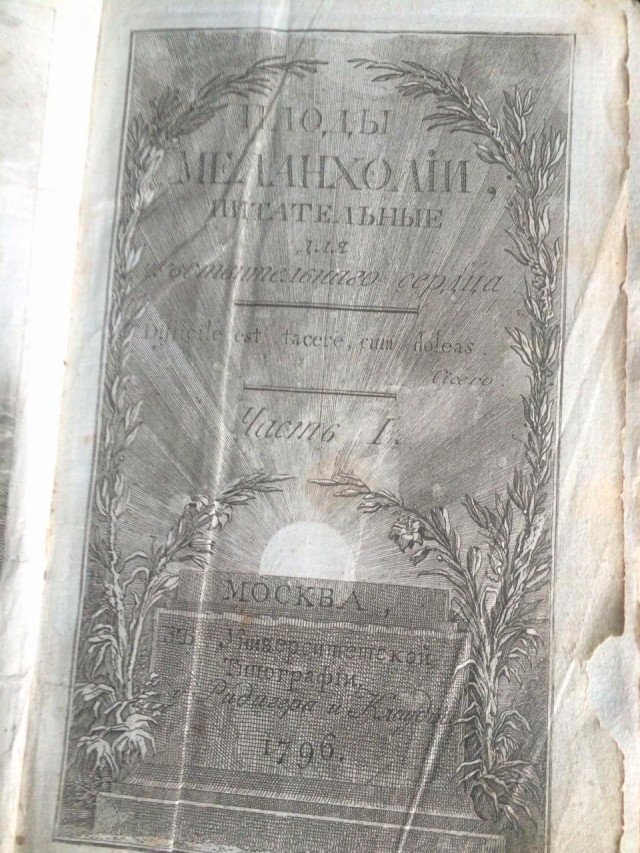 ПЛОДЫ
МЕЛАНХОЛІИ,
ПИТАТЕЛЬНЫЕ
для
чувствительнаго сердца
Difficile est tacere, cum doleas.
Cicero.
Часть I.
МОСКВА,
въ Университетской
Типографіи,
у Ридигера и Клаудія
1796.